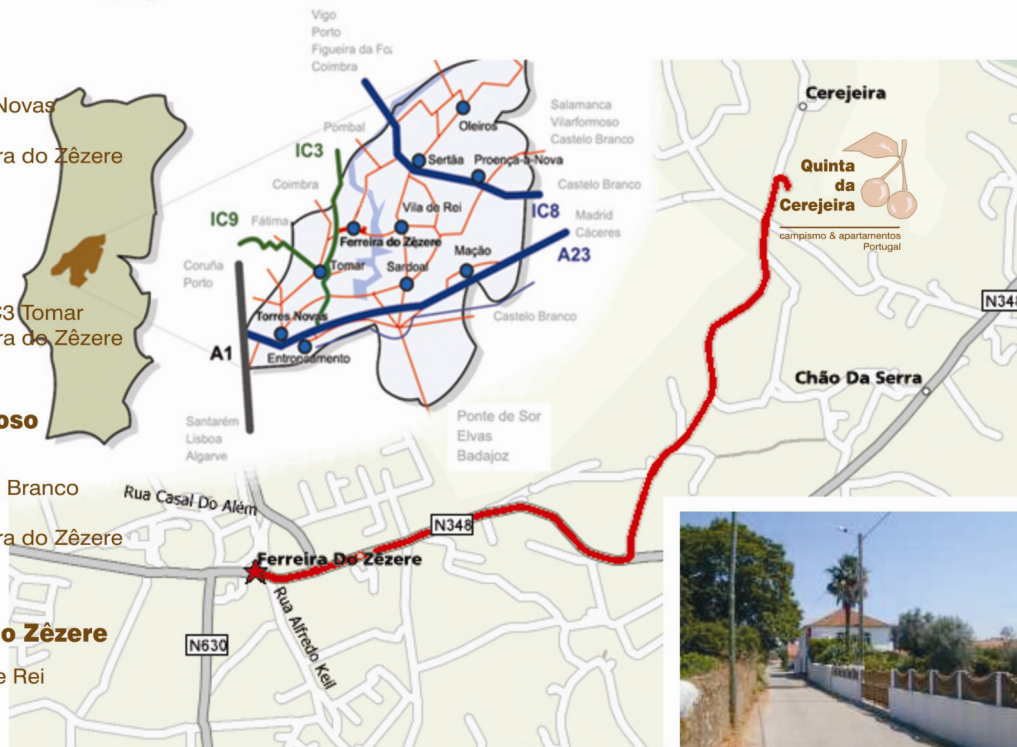 Vigo
Porto
Figueira da Foz
Coimbra
Novas
ra do Zêzere
C3 Tomar
ra do Zêzere
oso
Branco
ra do Zêzere
o Zêzere
e Rei
Pombal
IC3
Coimbra
IC9
Fátima
Coruña
Porto
A1
Santarém
Lisboa
Algarve
Oleiros
Sertãa
Proença-a-Nova
Vila de Rei
Ferreira do Zêzere
Tomar
Sardoal
Mação
Torres Novas
Entroncamento
Salamanca
Vilarformoso
Castelo Branco
Castelo Branco
IC8
Madrid
Cáceres
A23
Castelo Branco
Ponte de Sor
Elvas
Badajoz
Cerejeira
Quinta
da
Cerejeira
campismo & apartamentos
Portugal
N348
Chão Da Serra
Rua Casal Do Além
N348
Ferreira Do Zêzere
Rua Alfredo Keil
N630